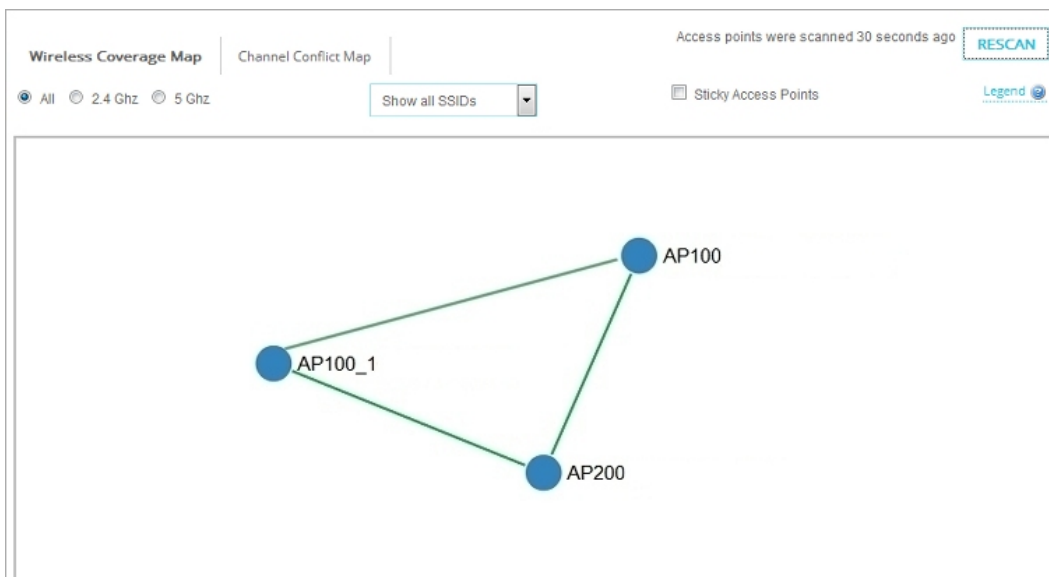 Access points were scanned 30 seconds ago
RESCAN
Wireless Coverage Map
Channel Conflict Map
All
2.4 Ghz
5 Ghz
Show all SSIDs
Sticky Access Points
Legend ?
AP100
AP100_1
AP200